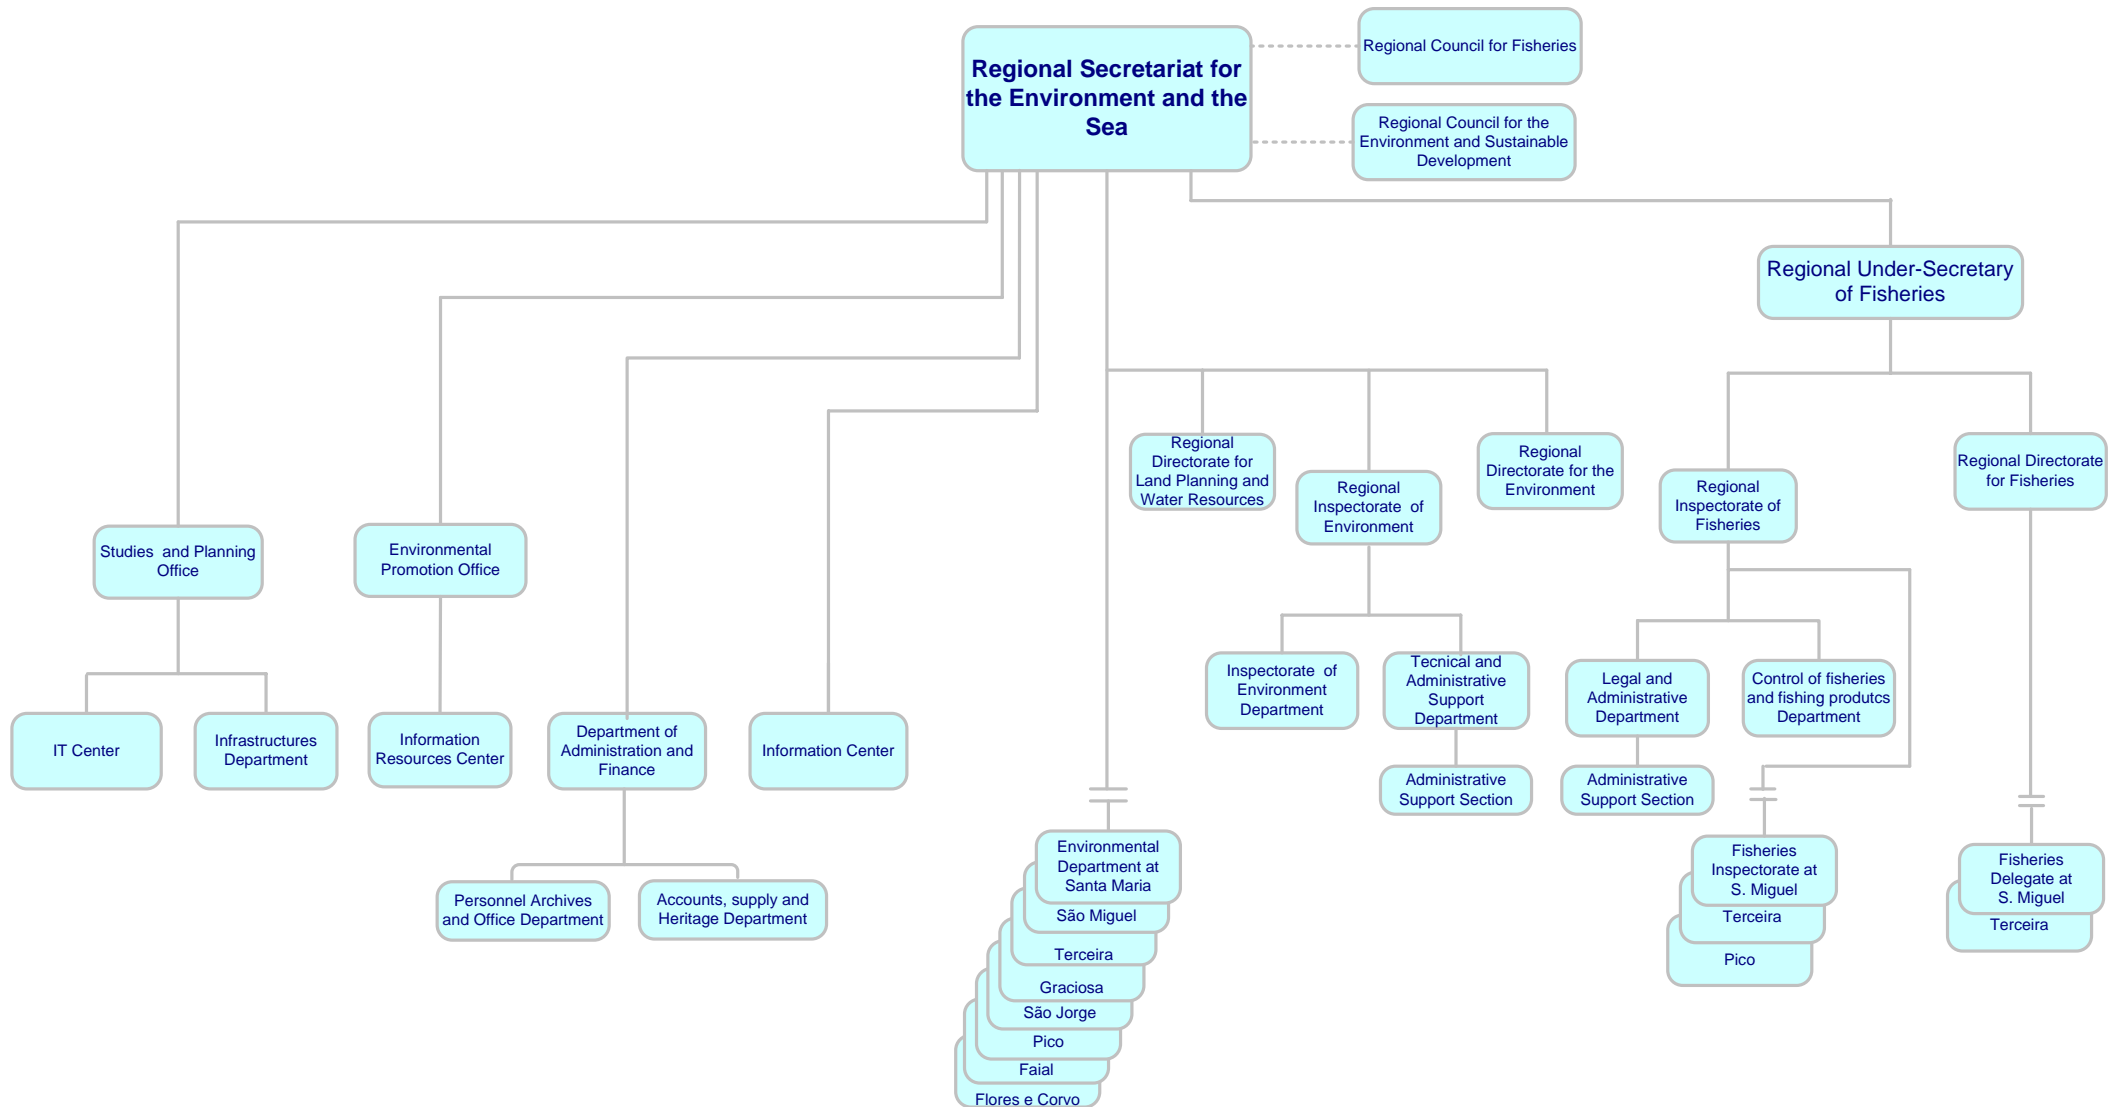 Regional Secretariat for
the Environment and the
Sea
Regional Council for Fisheries
Regional Council for the
Environment and Sustainable
Development
Regional Under-Secretary
of Fisheries
Regional
Directorate for
Land Planning and
Water Resources
Regional
Inspectorate of
Environment
Regional
Directorate for the
Environment
Regional
Inspectorate of
Fisheries
Regional Directorate
for Fisheries
Studies and Planning
Office
Environmental
Promotion Office
Inspectorate of
Environment
Department
Tecnical and
Administrative
Support
Department
Legal and
Administrative
Department
Control of fisheries
and fishing produtcs
Department
IT Center
Infrastructures
Department
Information
Resources Center
Department of
Administration and
Finance
Information Center
Administrative
Support Section
Administrative
Support Section
Personnel Archives
and Office Department
Accounts, supply and
Heritage Department
Environmental
Department at
Santa Maria
São Miguel
Terceira
Graciosa
São Jorge
Pico
Faial
Flores e Corvo
Fisheries
Inspectorate at
S. Miguel
Terceira
Pico
Fisheries
Delegate at
S. Miguel
Terceira